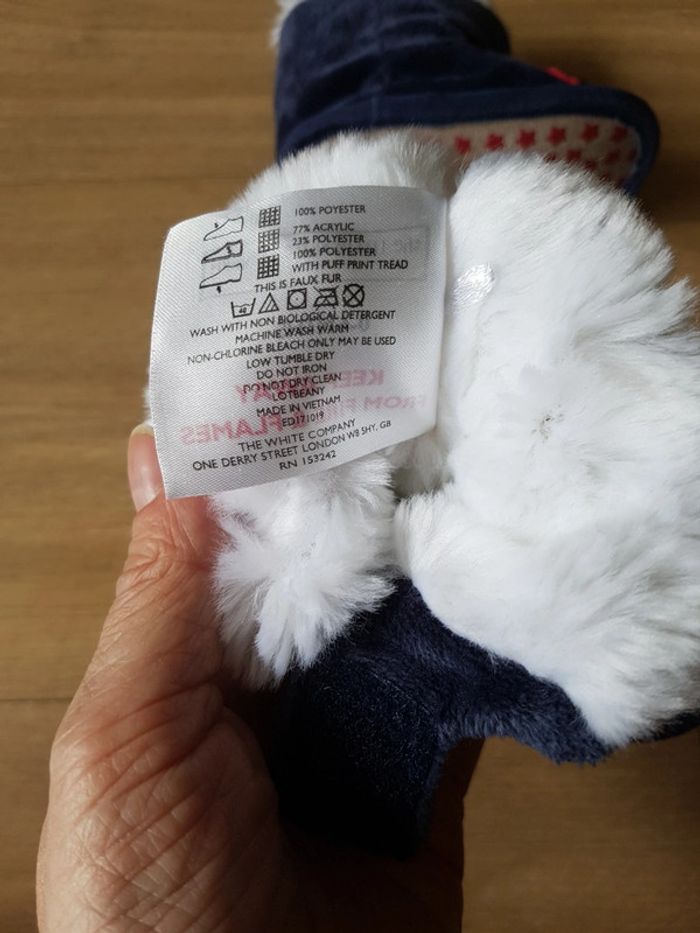 100% POYESTER
77% ACRYLIC
23% POLYESTER
100% POLYESTER
WITH PUFF PRINT TREAD
THIS IS FAUX FUR
40
WASH WITH NON BIOLOGICAL DETERGENT
MACHINE WASH WARM
NON-CHLORINE BLEACH ONLY MAY BE USED
LOW TUMBLE DRY
DO NOT IRON
DO NOT DRY CLEAN
LOTBEANY
MADE IN VIETNAM
ED171019
THE WHITE COMPANY
ONE DERRY STREET LONDON W8 5HY, GB
RN 153242